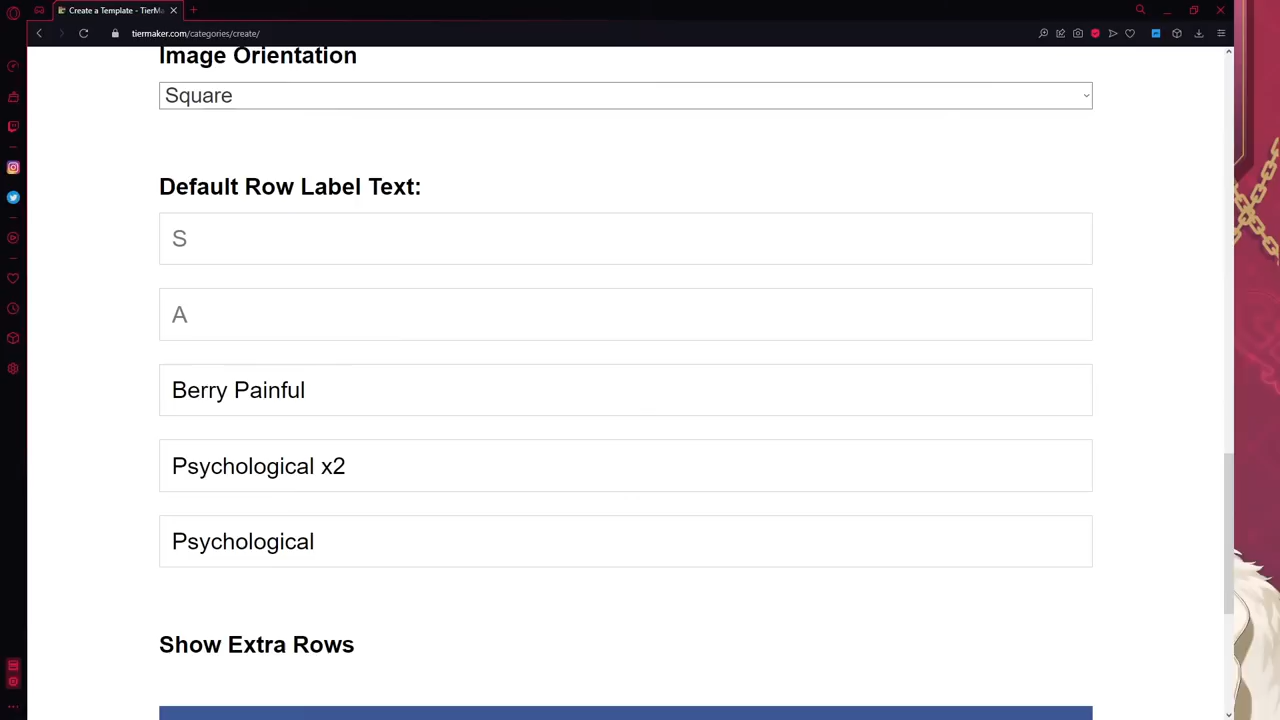 Create a Template - TierMa
tiermaker.com/categories/create/
Image Orientation
Square
Default Row Label Text:
S
A
Berry Painful
Psychological x2
Psychological
Show Extra Rows